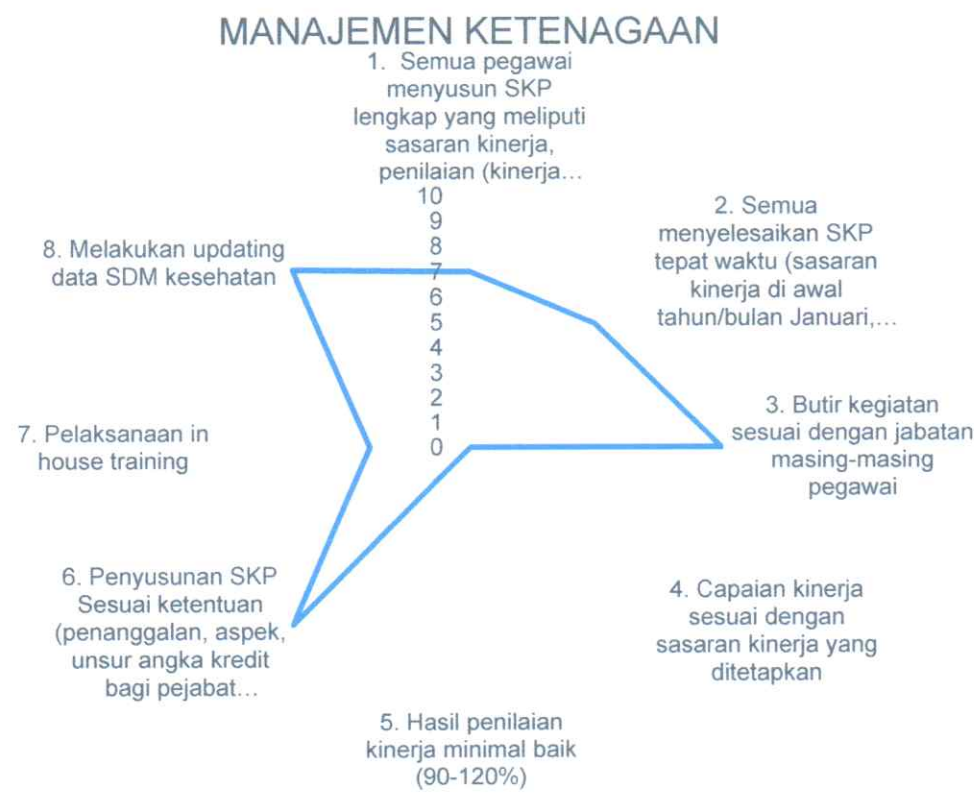 MANAJEMEN KETENAGAAN
1. Semua pegawai
menyusun SKP
lengkap yang meliputi
sasaran kinerja,
penilaian (kinerja...
10
9
8
7
6
5
4
3
2
1
0
2. Semua
menyelesaikan SKP
tepat waktu (sasaran
kinerja di awal
tahun/bulan Januari,...
3. Butir kegiatan
sesuai dengan jabatan
masing-masing
pegawai
4. Capaian kinerja
sesuai dengan
sasaran kinerja yang
ditetapkan
5. Hasil penilaian
kinerja minimal baik
(90-120%)
6. Penyusunan SKP
Sesuai ketentuan
(penanggalan, aspek,
unsur angka kredit
bagi pejabat...
7. Pelaksanaan in
house training
8. Melakukan updating
data SDM kesehatan